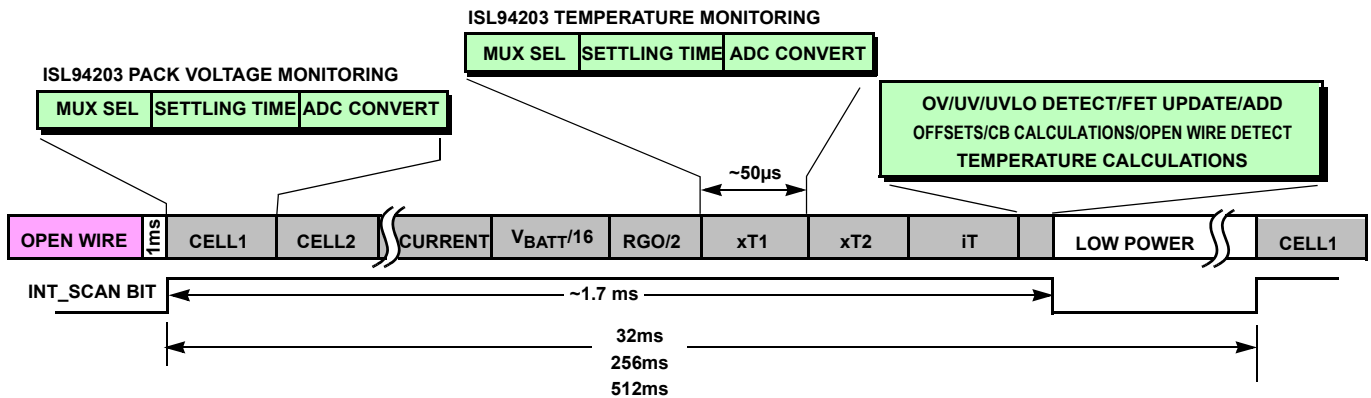 ISL94203 TEMPERATURE MONITORING
MUX SEL SETTLING TIME ADC CONVERT
ISL94203 PACK VOLTAGE MONITORING
MUX SEL SETTLING TIME ADC CONVERT
OV/UV/UVLO DETECT/FET UPDATE/ADD
OFFSETS/CB CALCULATIONS/OPEN WIRE DETECT
TEMPERATURE CALCULATIONS
~50µs
OPEN WIRE 1ms CELL1 CELL2 CURRENT VBATT/16 RGO/2 xT1 xT2 iT LOW POWER CELL1
INT_SCAN BIT
~1.7 ms
32ms
256ms
512ms